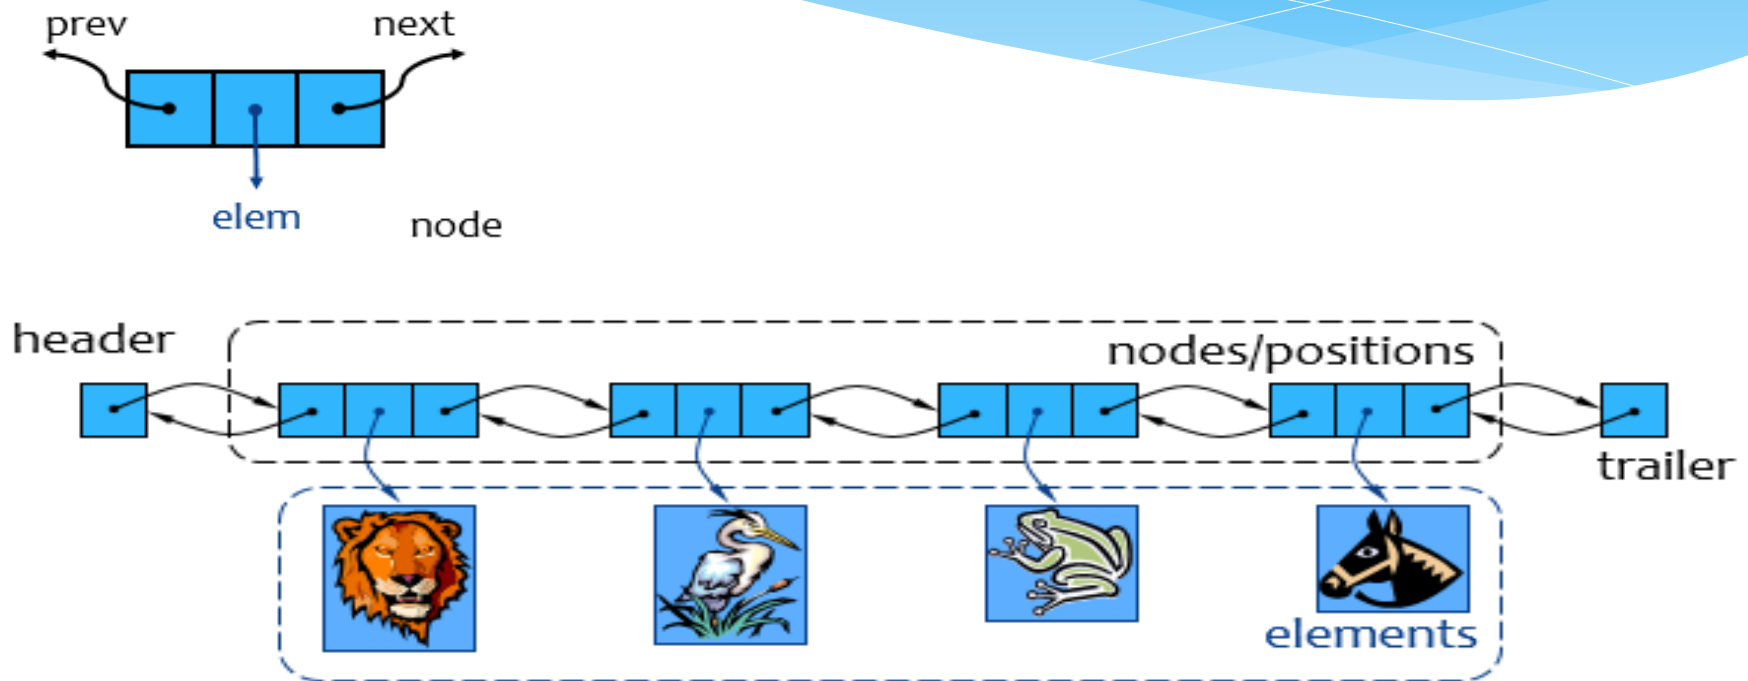 prev
next
elem
node
header
nodes/positions
trailer
elements